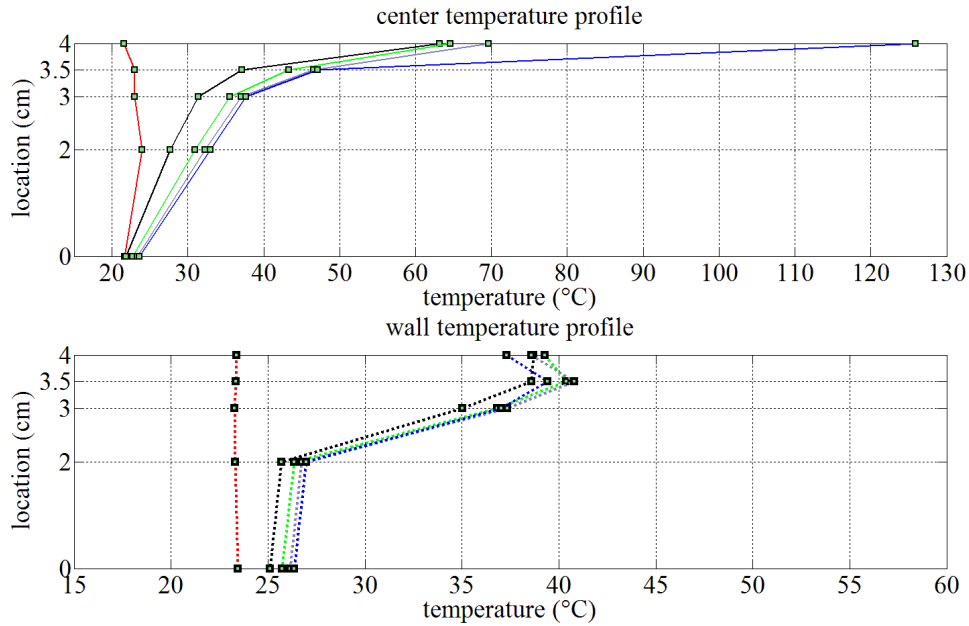 center temperature profile
4
3.5
3
2
0
location (cm)
20 30 40 50 60 70 80 90 100 110 120 130
temperature (°C)
wall temperature profile
4
3.5
3
2
0
location (cm)
15 20 25 30 35 40 45 50 55 60
temperature (°C)